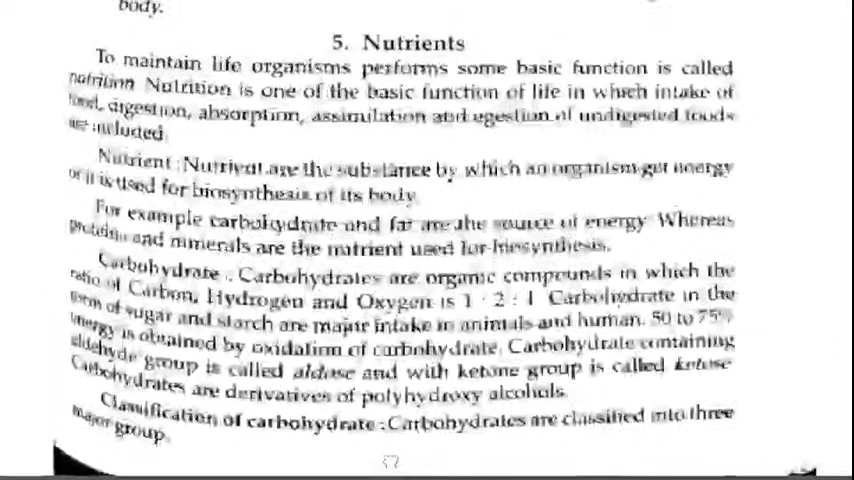 body.
5. Nutrients
To maintain life organisms performs some basic function is called
nutrition Nutrition is one of the basic function of life in which intake of
food, digestion, absorption, assimilation and egestion of undigested foods
are included
Nutrient : Nutrient are the substance by which an organism get energy
or it is used for biosynthesis of its body
For example carbohydrate and fat are the source of energy Whereas
proteins and minerals are the nutrient used for biosynthesis.
Carbohydrate : Carbohydrates are organic compounds in which the
ratio of Carbon, Hydrogen and Oxygen is 1 : 2 : 1 Carbohydrate in the
form of sugar and starch are major intake in animals and human. 50 to 75%
energy is obtained by oxidation of carbohydrate. Carbohydrate containing
aldehyde group is called aldose and with ketone group is called ketose
Carbohydrates are derivatives of polyhydroxy alcohols.
Classification of carbohydrate : Carbohydrates are classified into three
major group.